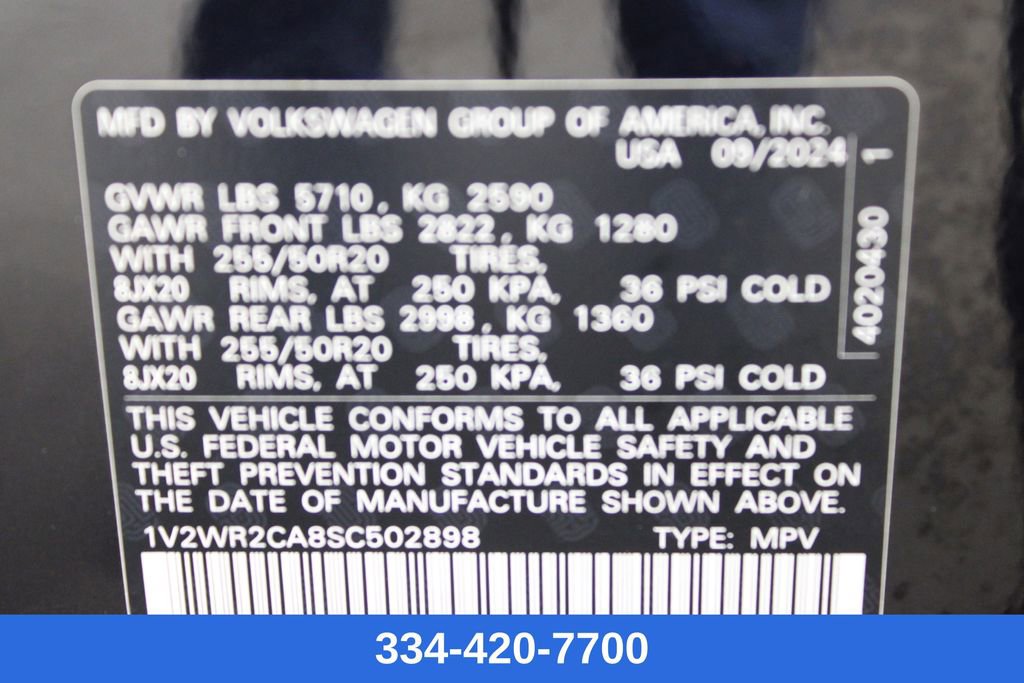 MFD BY VOLKSWAGEN GROUP OF AMERICA, INC.
USA 09/2024 1
GVWR LBS 5710, KG 2590
GAWR FRONT LBS 2822, KG 1280
WITH 255/50R20 TIRES,
8JX20 RIMS, AT 250 KPA, 36 PSI COLD
GAWR REAR LBS 2998, KG 1360
WITH 255/50R20 TIRES,
8JX20 RIMS, AT 250 KPA, 36 PSI COLD
40204430
THIS VEHICLE CONFORMS TO ALL APPLICABLE
U.S. FEDERAL MOTOR VEHICLE SAFETY AND
THEFT PREVENTION STANDARDS IN EFFECT ON
THE DATE OF MANUFACTURE SHOWN ABOVE.
1V2WR2CA8SC502898 TYPE: MPV
334-420-7700